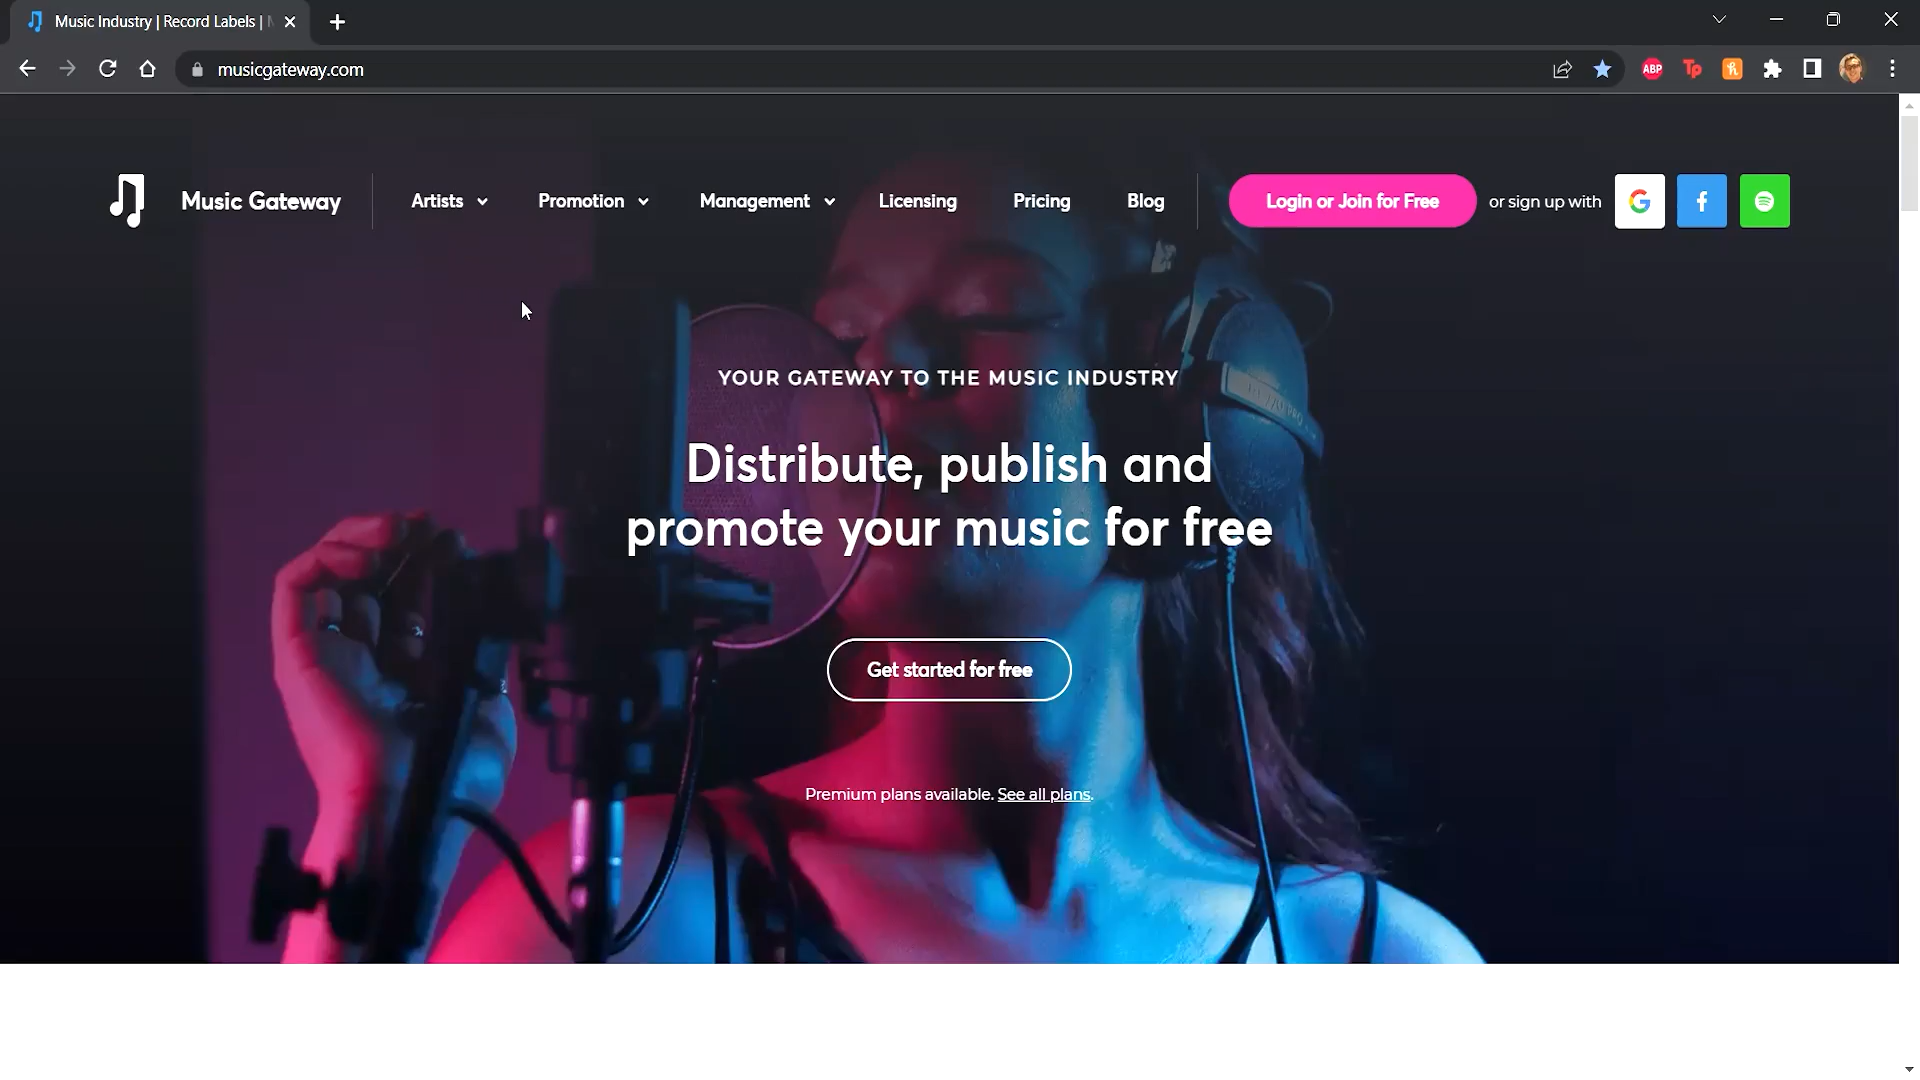 Music Industry | Record Labels |
musicgateway.com
ABP
Tp
Music Gateway
Artists
Promotion
Management
Licensing
Pricing
Blog
Login or Join for Free
or sign up with
G
f
YOUR GATEWAY TO THE MUSIC INDUSTRY
Distribute, publish and
promote your music for free
Get started for free
Premium plans available. See all plans.